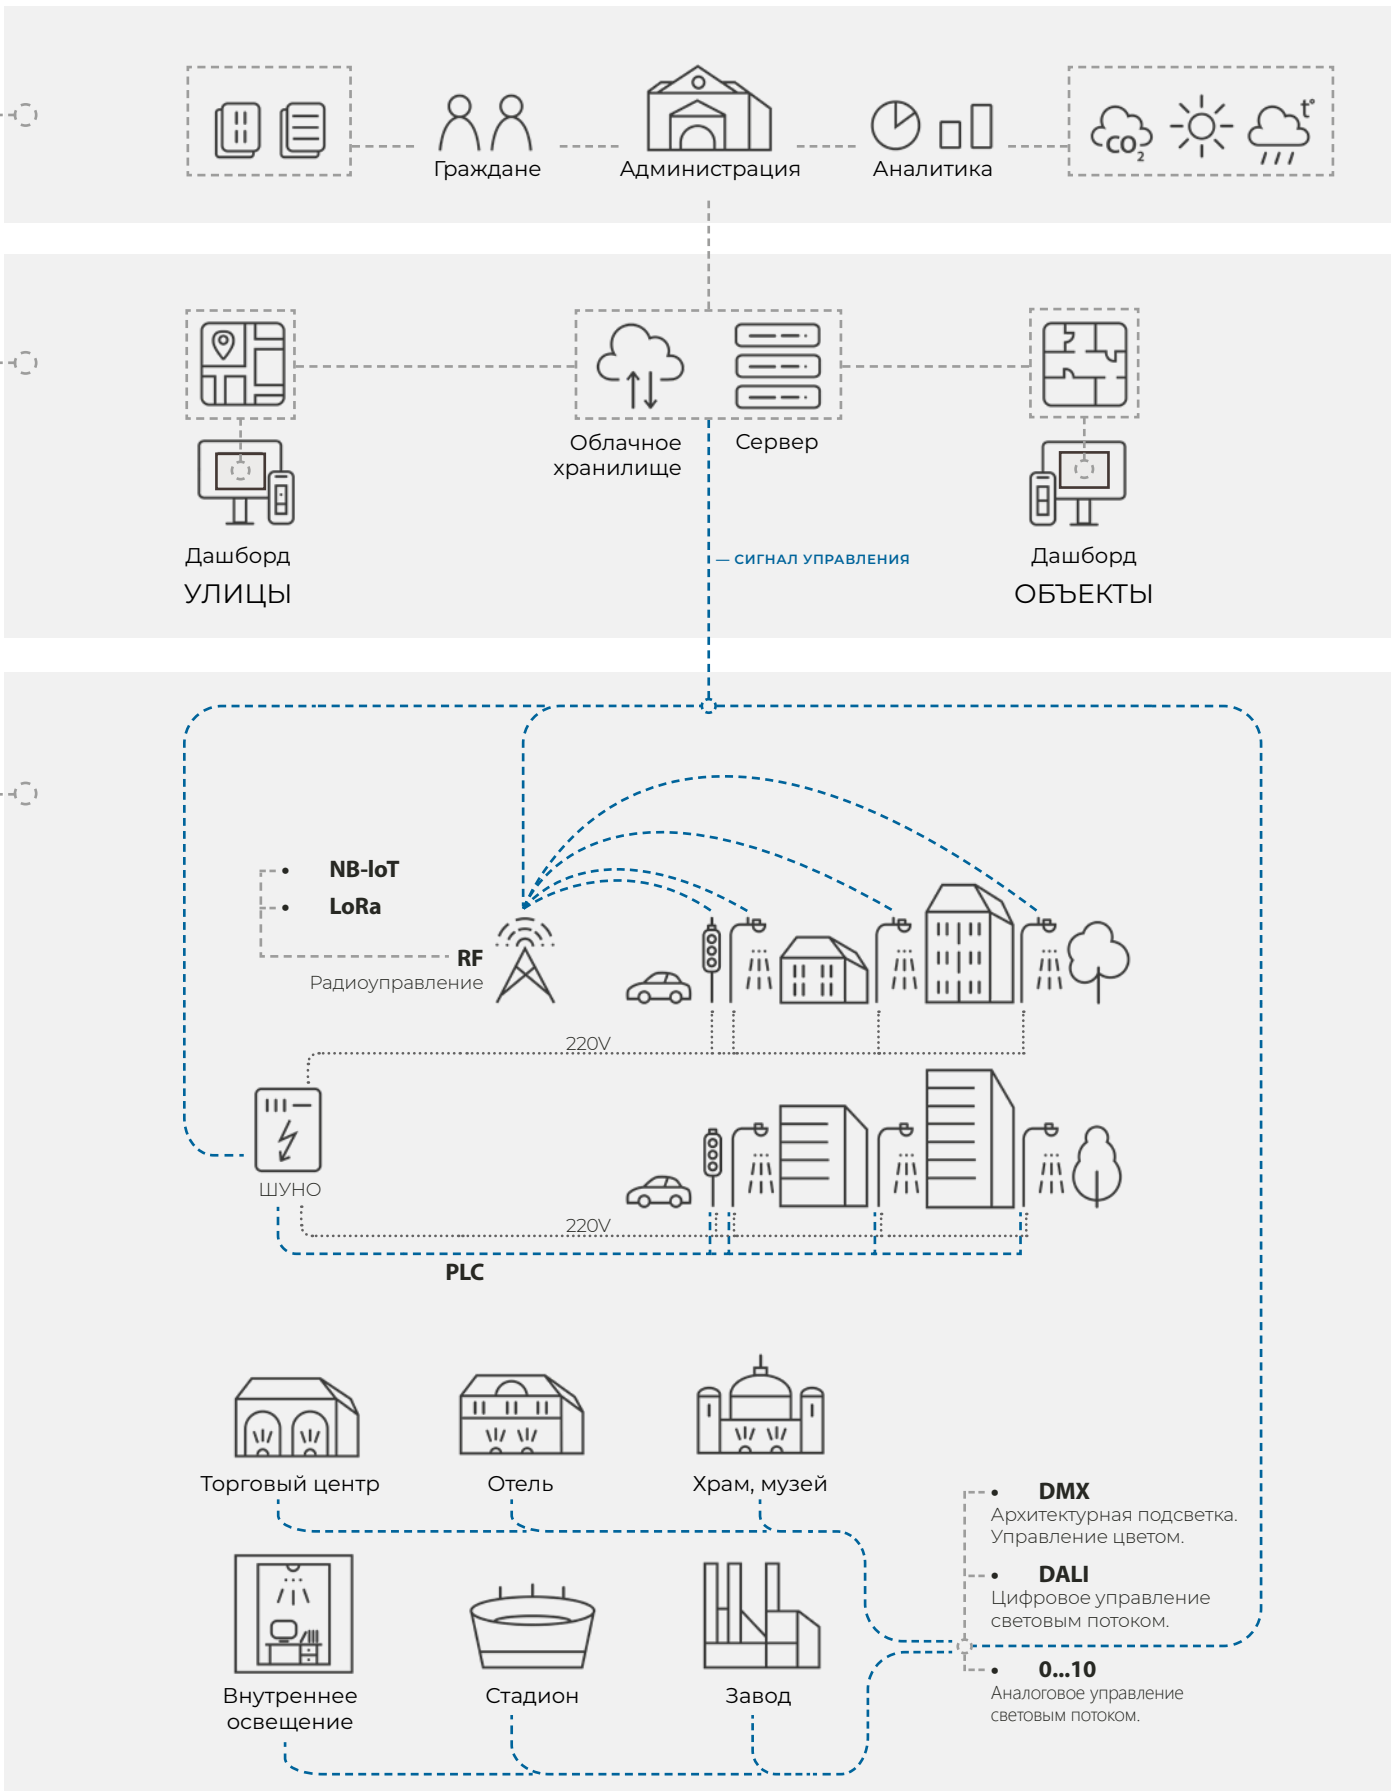 Граждане
Администрация
Аналитика
CO₂
t°
Облачное
хранилище
Сервер
Дашборд
УЛИЦЫ
— СИГНАЛ УПРАВЛЕНИЯ
Дашборд
ОБЪЕКТЫ
• NB-IoT
• LoRa
RF
Радиоуправление
220V
ШУНО
220V
PLC
Торговый центр
Отель
Храм, музей
• DMX
Архитектурная подсветка.
Управление цветом.
• DALI
Цифровое управление
световым потоком.
• 0...10
Аналоговое управление
световым потоком.
Внутреннее
освещение
Стадион
Завод